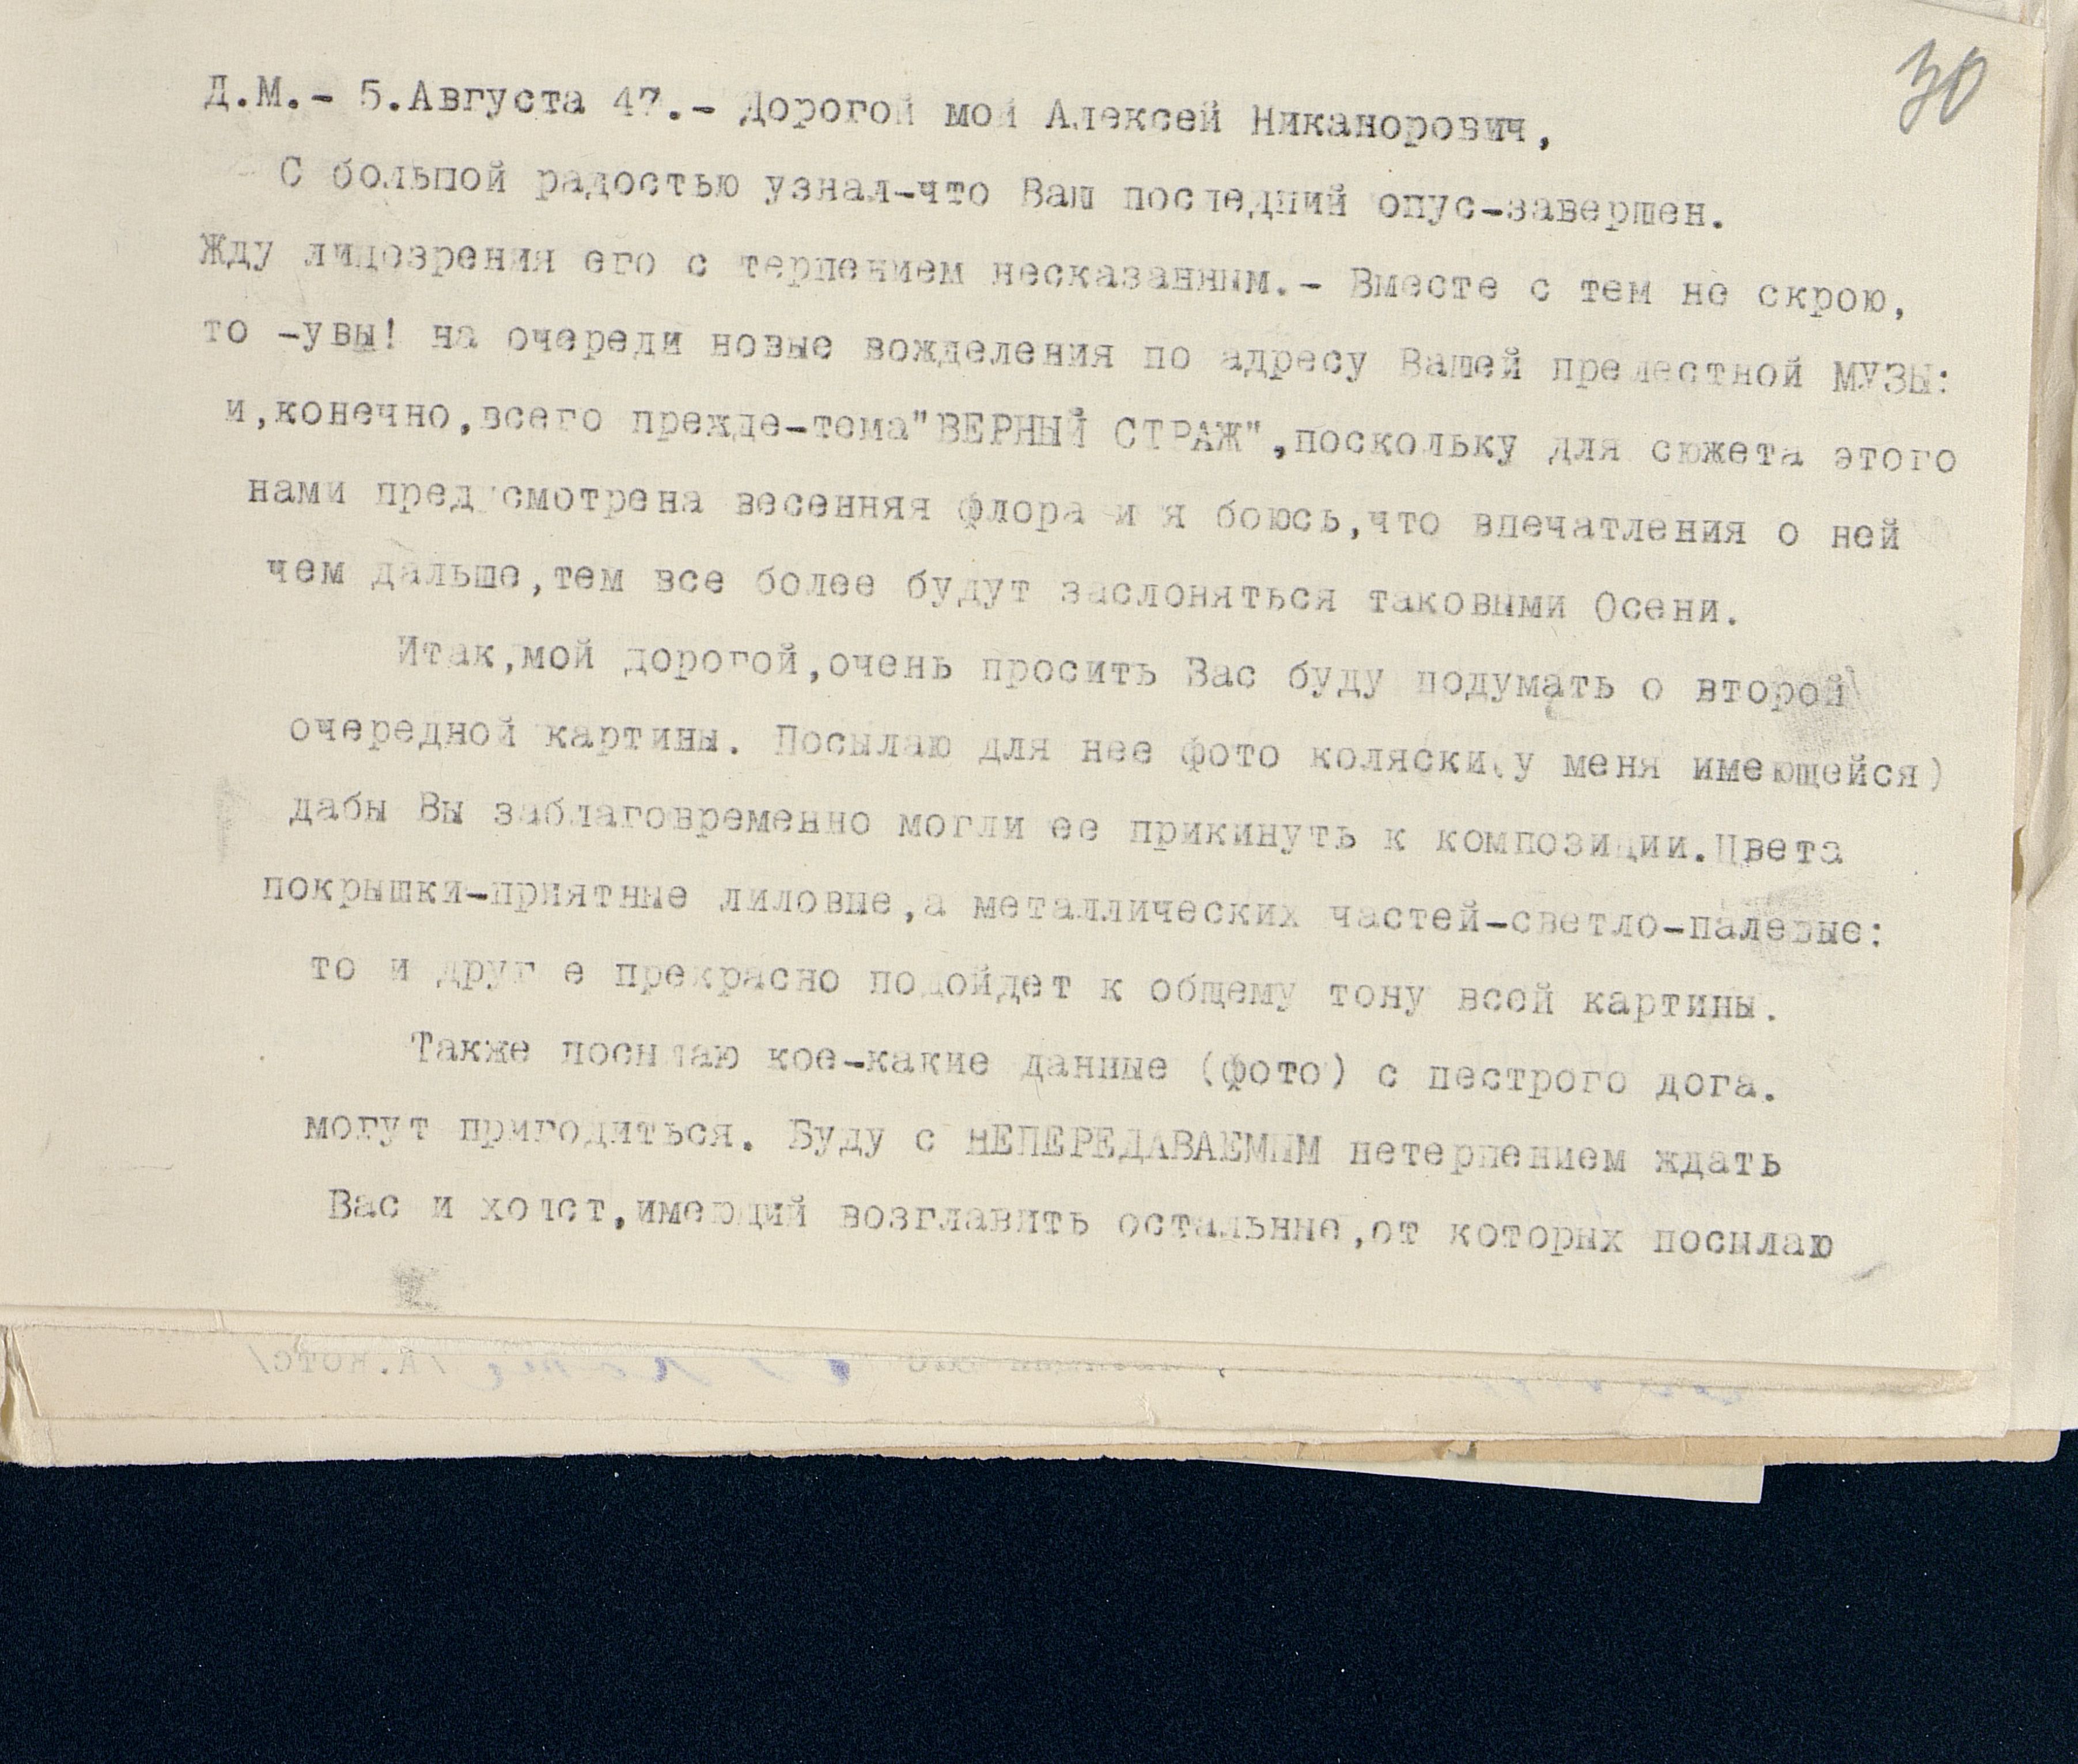 30
Д.М.- 5.Августа 47.- Дорогой мой Алексей Никанорович,
С большой радостью узнал-что Ваш последний опус-завершен.
Жду лицозрения его с терпением несказанным.- Вместе с тем не скрою,
то -увы! на очереди новые вожделения по адресу Вашей прелестной МУЗЫ:
и,конечно,всего прежде-тема"ВЕРНЫЙ СТРАЖ",поскольку для сюжета этого
нами предусмотрена весенняя флора и я боюсь,что впечатления о ней
чем дальше,тем все более будут заслоняться таковыми Осени.
Итак,мой дорогой,очень просить Вас буду подумать о второй
очередной картины. Посылаю для нее фото коляски(у меня имеющейся)
дабы Вы заблаговременно могли ее прикинуть к композиции.Цвета
покрышки-приятные лиловые,а металлических частей-светло-палевые:
то и другое прекрасно подойдет к общему тону всей картины.
Также посылаю кое-какие данные (фото) с пестрого дога.
могут пригодиться. Буду с НЕПЕРЕДАВАЕМЫМ нетерпением ждать
Вас и холст,имеющий возглавить остальные,от которых посылаю